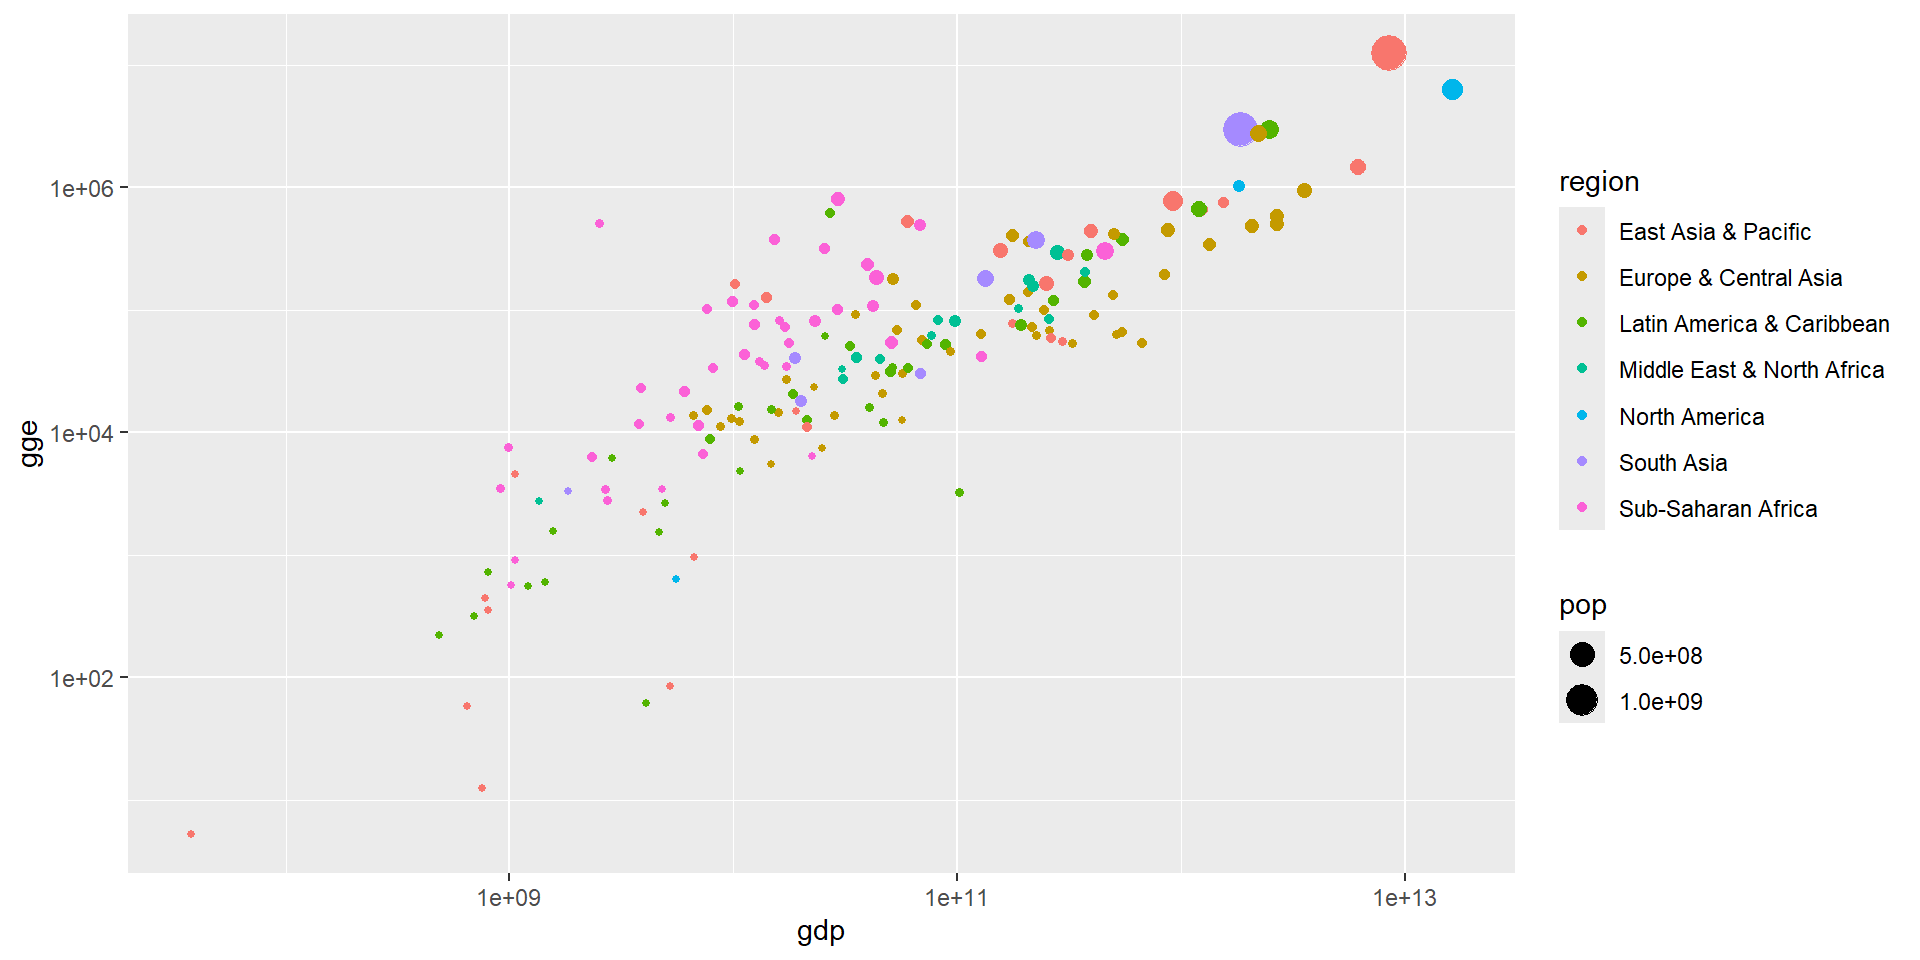 gge
1e+06
1e+04
1e+02
1e+09
1e+11
1e+13
gdp
region
East Asia & Pacific
Europe & Central Asia
Latin America & Caribbean
Middle East & North Africa
North America
South Asia
Sub-Saharan Africa
pop
5.0e+08
1.0e+09